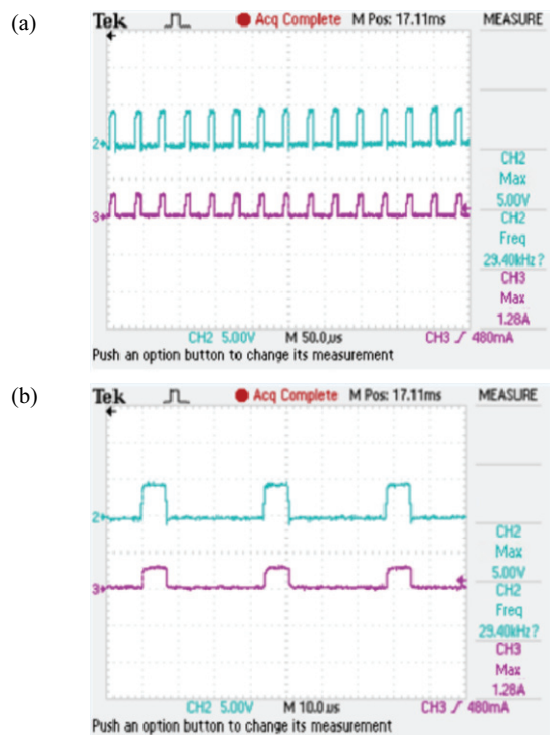 (a)
Tek Acq Complete M Pos: 17.11ms MEASURE
2
3
CH2
Max
5.00V
CH2
Freq
29.40kHz?
CH3
Max
1.28A
CH2 5.00V M 50.0µs CH3 480mA
Push an option button to change its measurement
(b)
Tek Acq Complete M Pos: 17.11ms MEASURE
2
3
CH2
Max
5.00V
CH2
Freq
29.40kHz?
CH3
Max
1.28A
CH2 5.00V M 10.0µs CH3 480mA
Push an option button to change its measurement